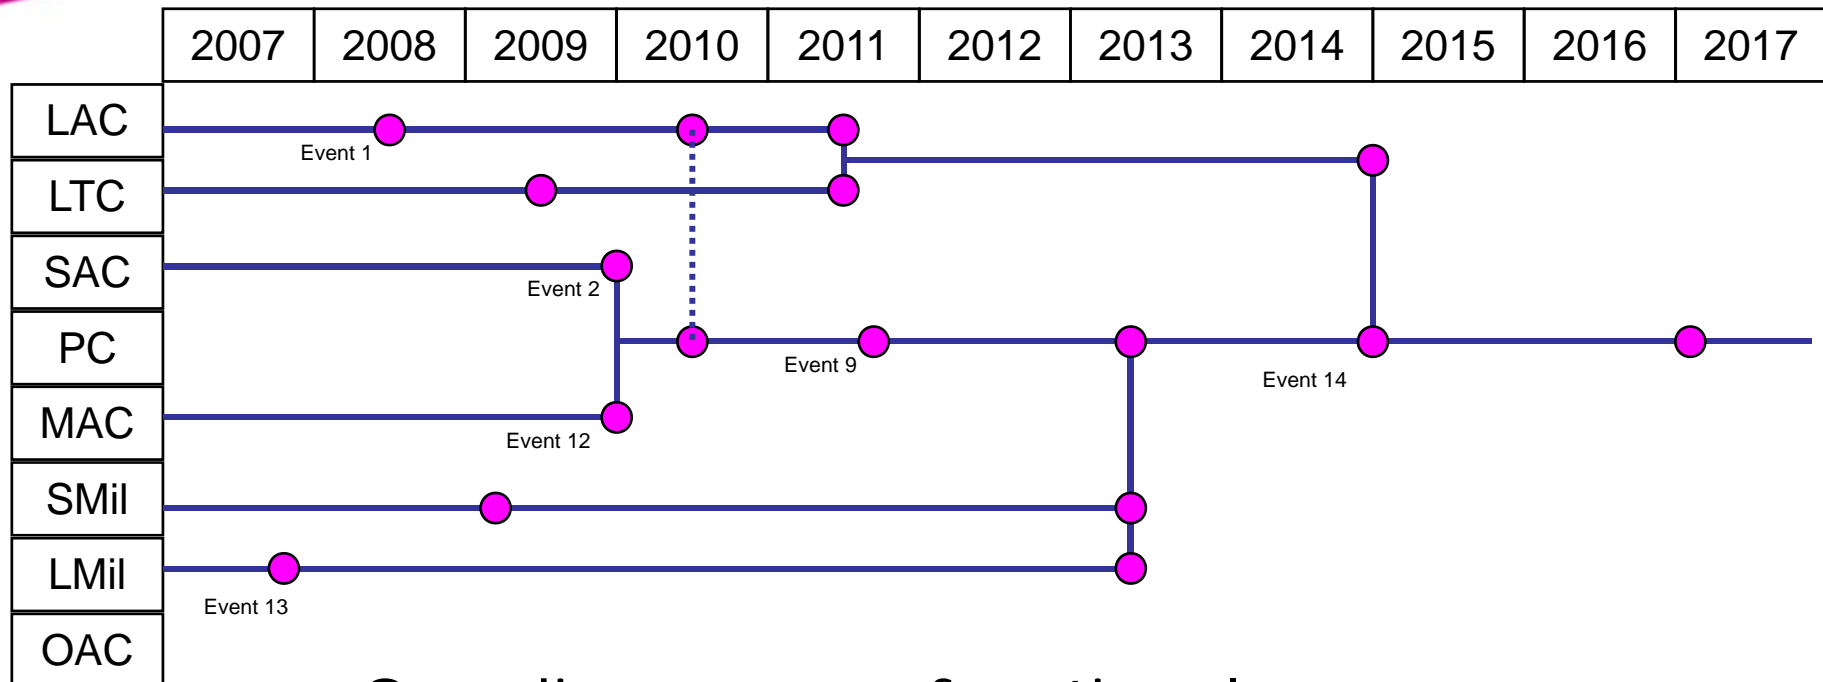 2007 2008 2009 2010 2011 2012 2013 2014 2015 2016 2017
LAC
Event 1
LTC
SAC
Event 2
PC
Event 9
Event 14
MAC
Event 12
SMil
LMil
Event 13
OAC